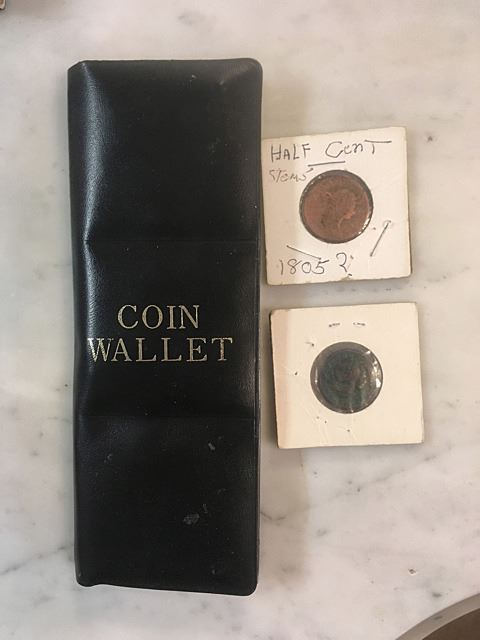 COIN
WALLET
HALF Cent
Stems
1805?